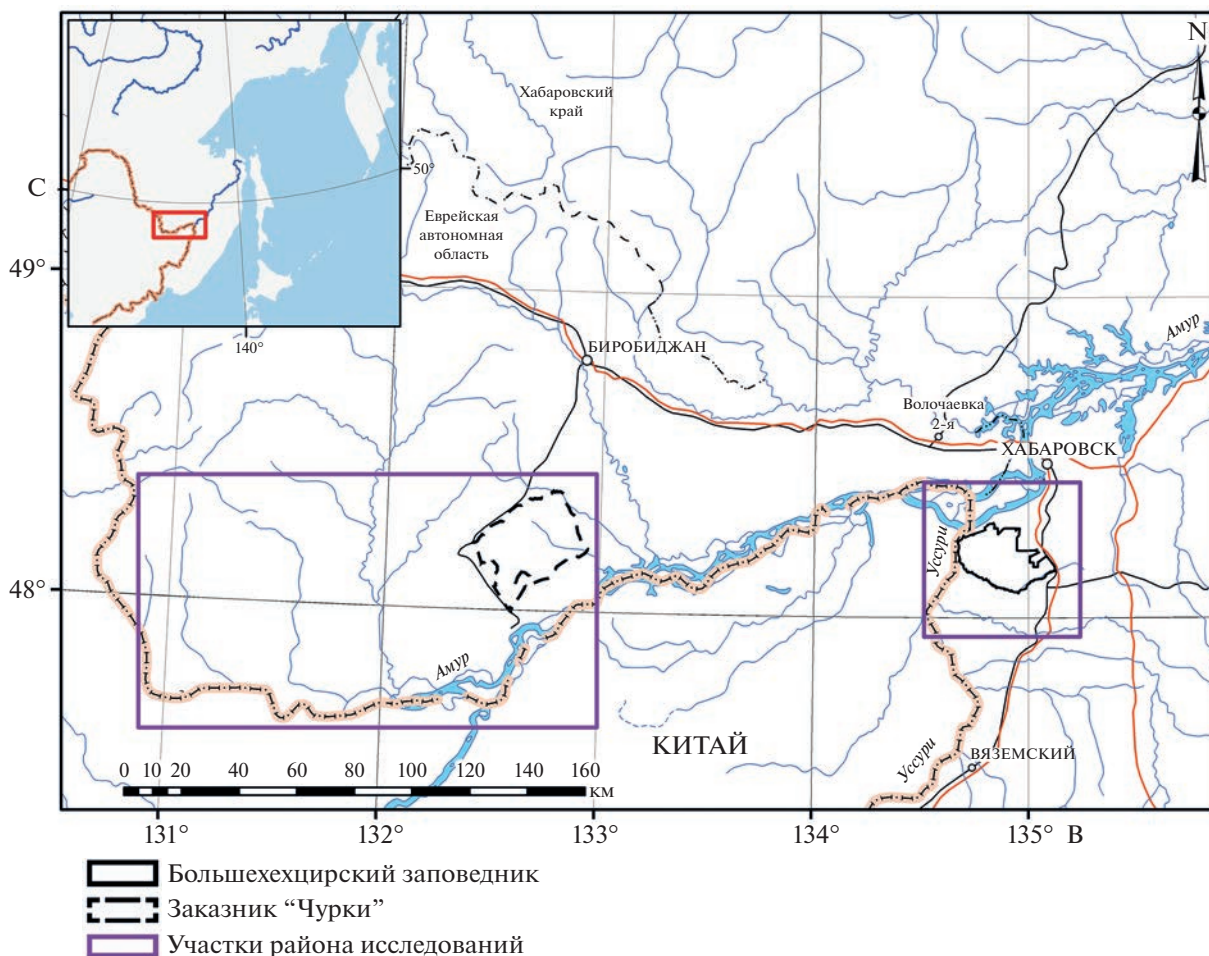 N
Хабаровский
край
50°
С
Еврейская
автономная
область
49°
140°
Амур
БИРОБИДЖАН
Волочаевка
2-я
ХАБАРОВСК
Уссури
48°
Амур
КИТАЙ
ВЯЗЕМСКИЙ
Уссури
0 10 20 40 60 80 100 120 140 160
км
131° 132° 133° 134° 135° В
Большехехцирский заповедник
Заказник “Чурки”
Участки района исследований